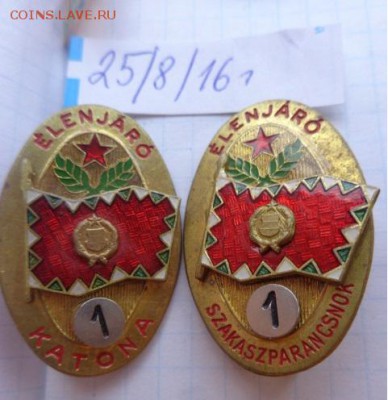 COINS.LAVE.RU
25/8/16г
ÉLENJÁRÓ
1
KATONA
ÉLENJÁRÓ
1
SZAKASZPARANCSNOK